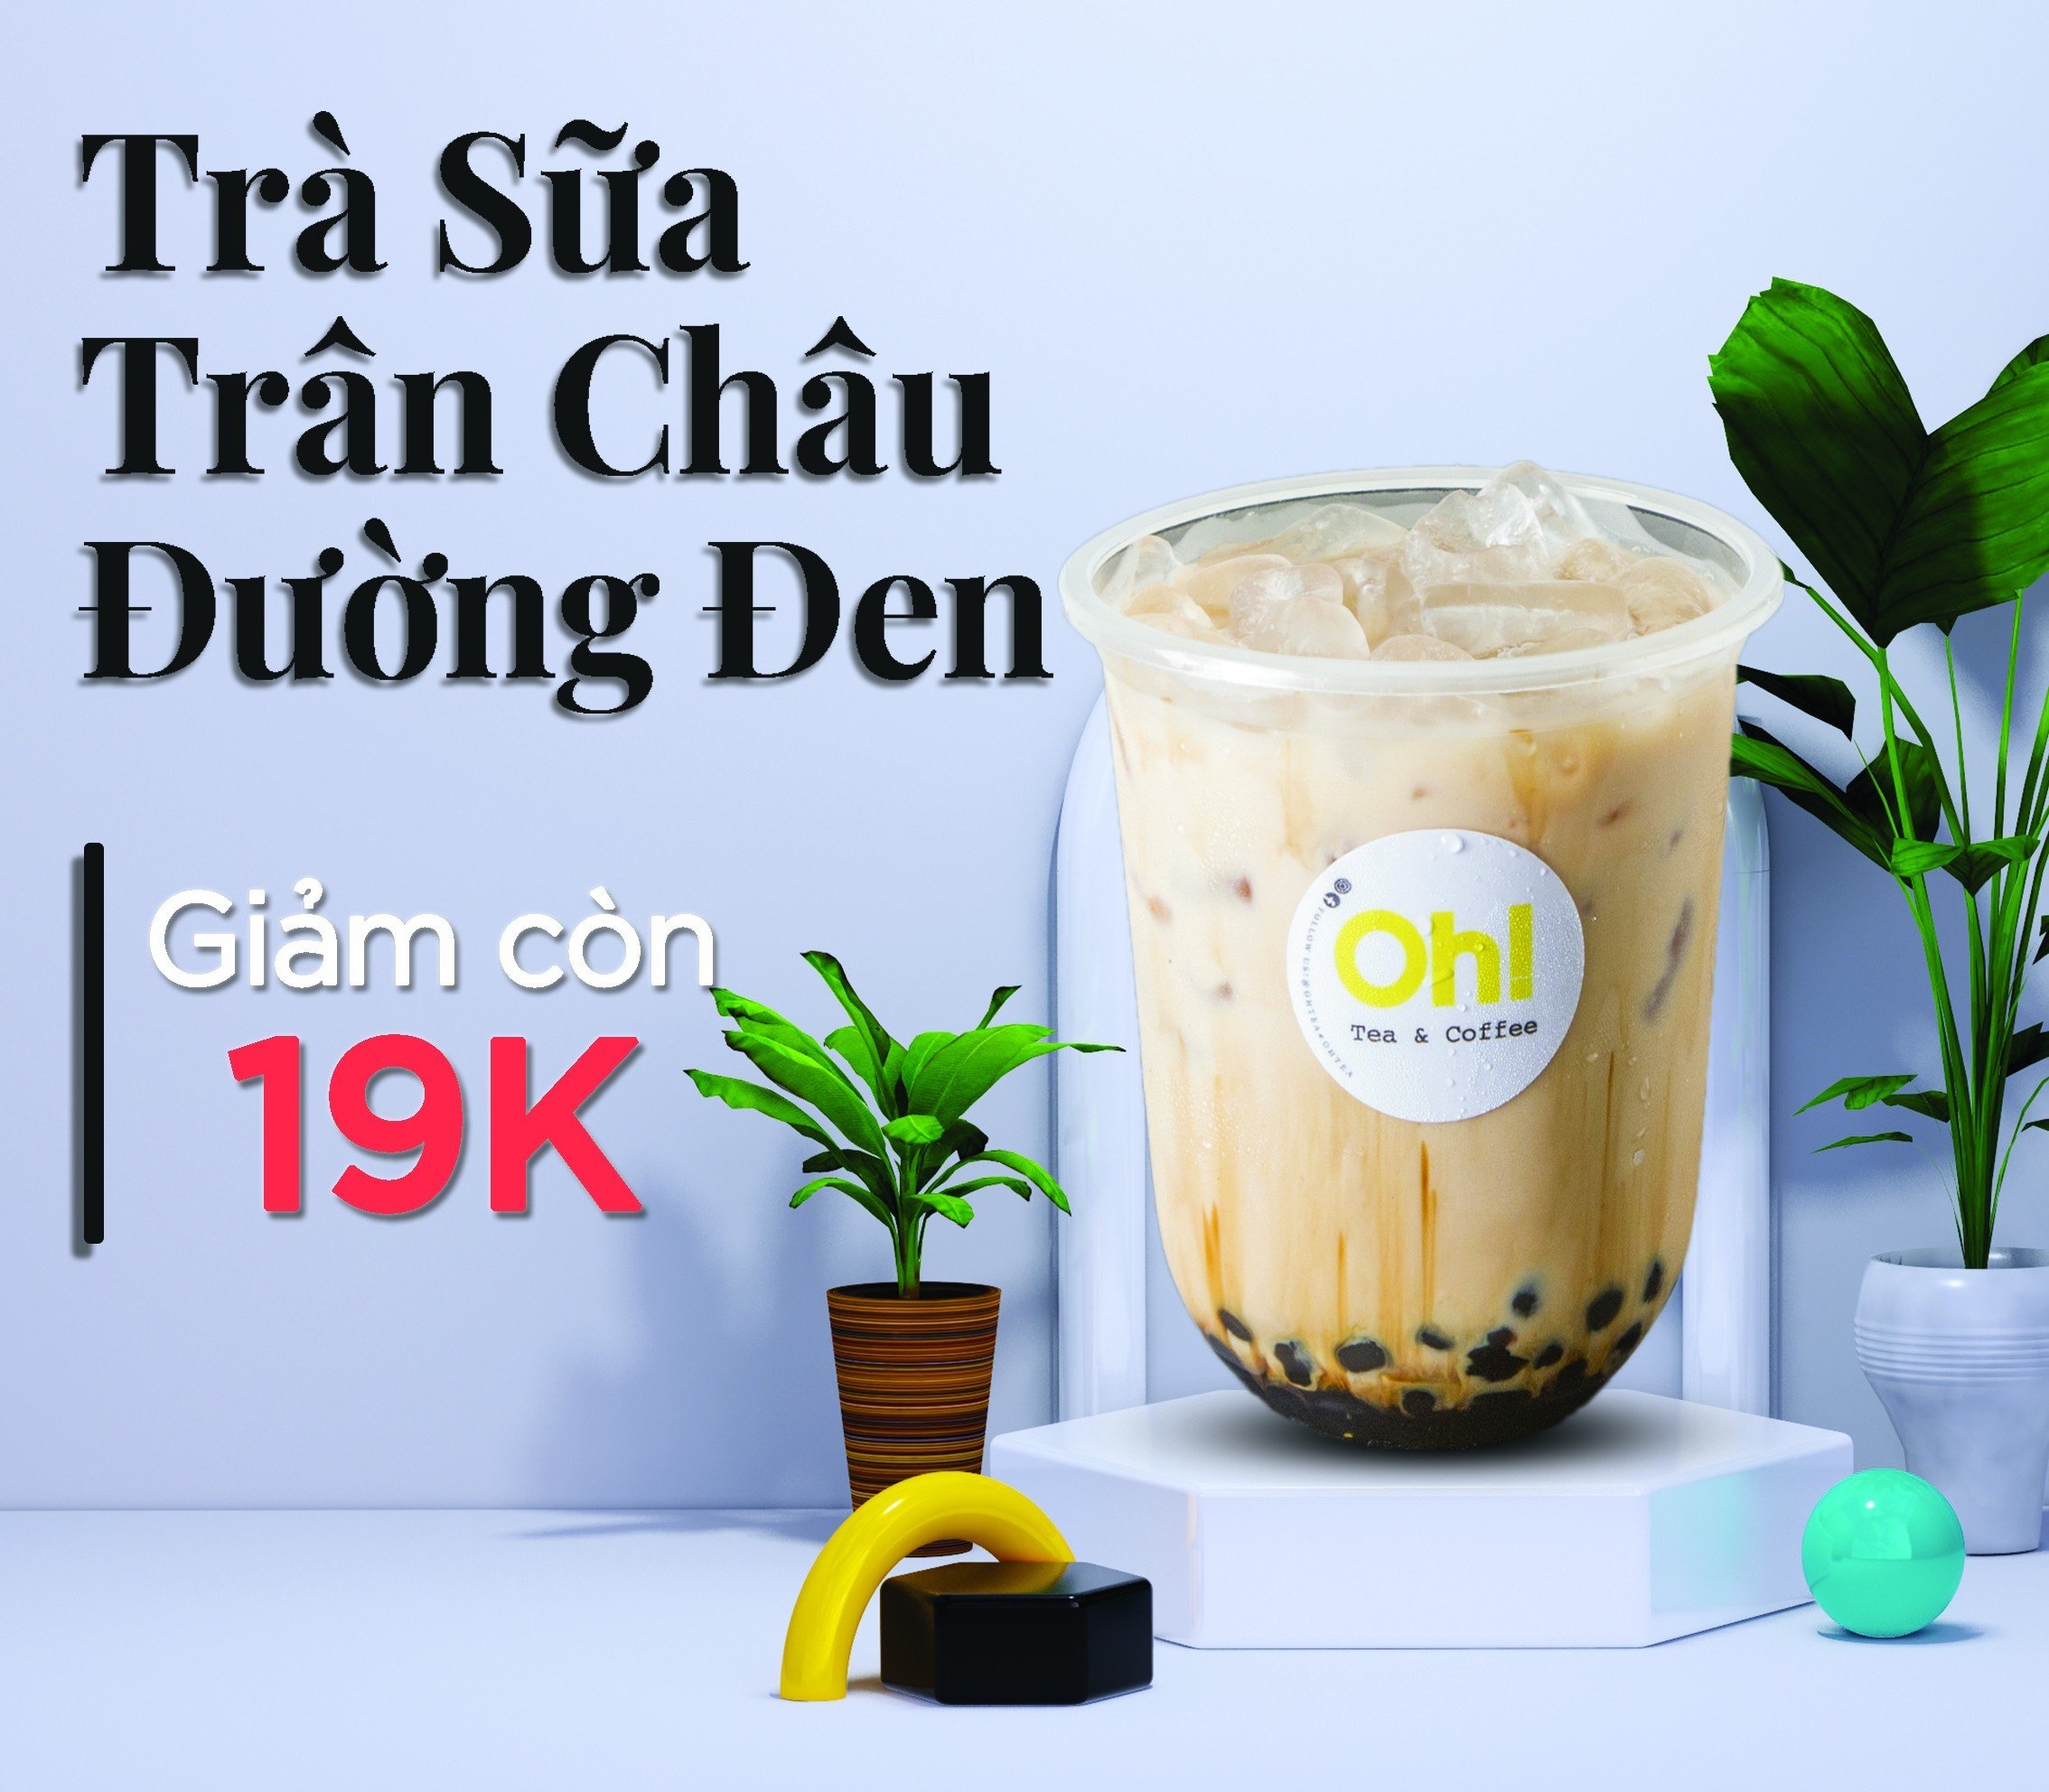 Trà Sữa
Trân Châu
Đường Đen
Giảm còn
19K
Oh!
Tea & Coffee